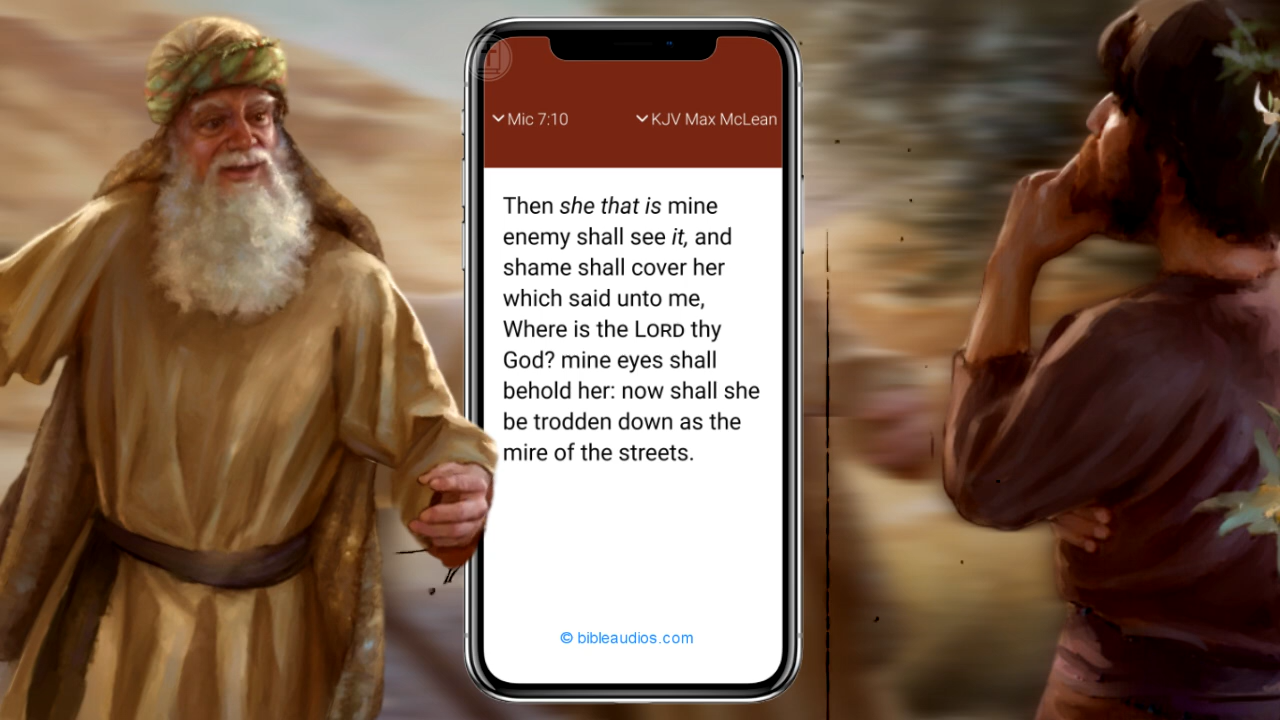 Mic 7:10 KJV Max McLean
Then she that is mine
enemy shall see it, and
shame shall cover her
which said unto me,
Where is the LORD thy
God? mine eyes shall
behold her: now shall she
be trodden down as the
mire of the streets.
© bibleaudios.com